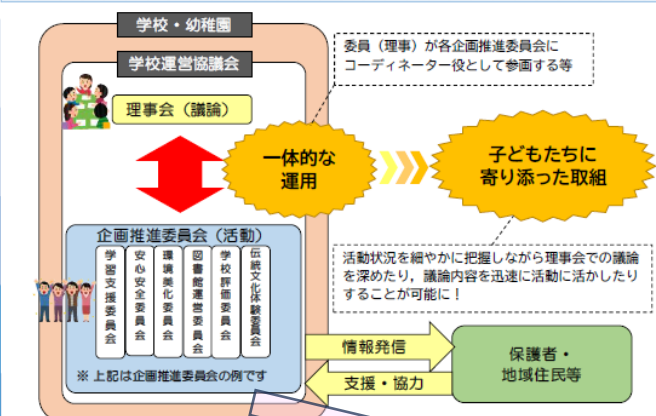 学校・幼稚園
学校運営協議会
委員（理事）が各企画推進委員会に
コーディネーター役として参画する等
理事会（議論）
一体的な
運用
子どもたちに
寄り添った取組
企画推進委員会（活動）
学習支援委員会
安心安全委員会
環境美化委員会
図書館運営委員会
学校評価委員会
伝統文化体験委員会
※ 上記は企画推進委員会の例です
活動状況を細やかに把握しながら理事会での議論
を深めたり，議論内容を迅速に活動に活かしたり
することが可能に！
情報発信
支援・協力
保護者・
地域住民等